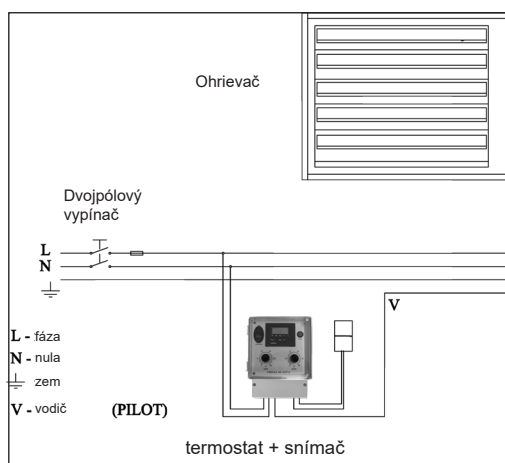 Ohrievač
Dvojpólový
vypínač
L
N
V
L - fáza
N - nula
zem
V - vodič (PILOT)
termostat + snímač